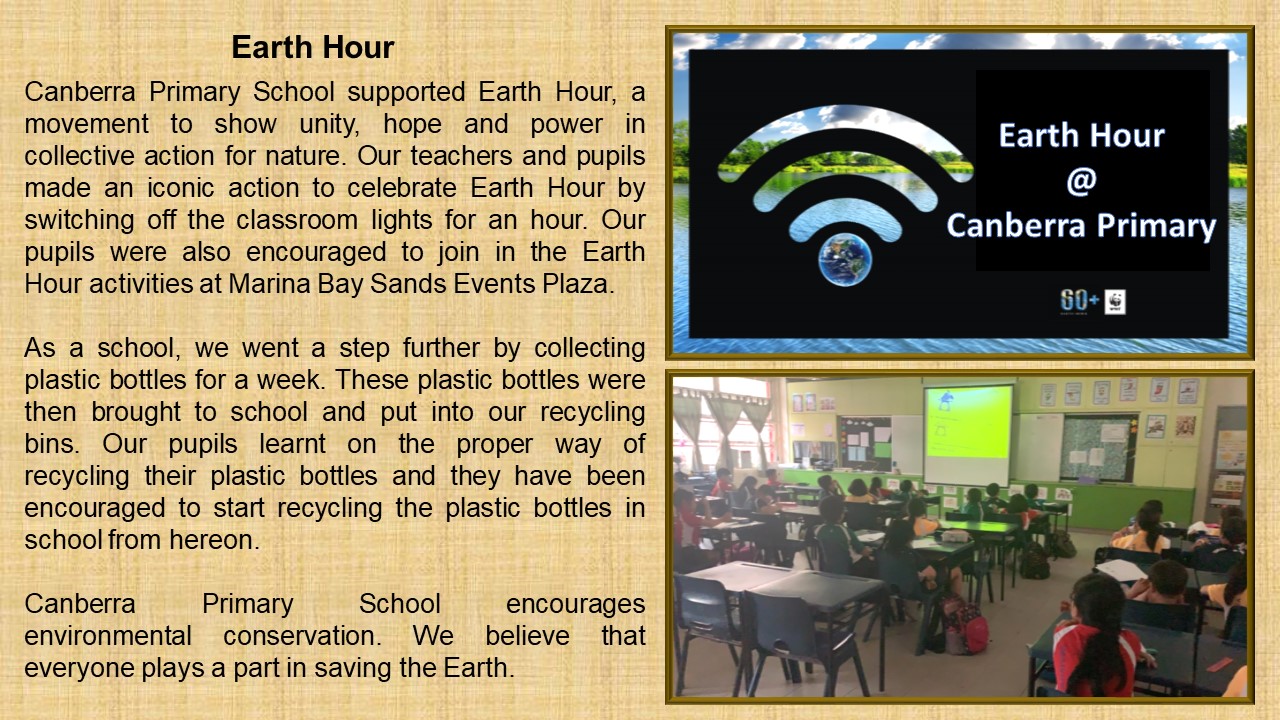 Earth Hour
Canberra Primary School supported Earth Hour, a
movement to show unity, hope and power in
collective action for nature. Our teachers and pupils
made an iconic action to celebrate Earth Hour by
switching off the classroom lights for an hour. Our
pupils were also encouraged to join in the Earth
Hour activities at Marina Bay Sands Events Plaza.
As a school, we went a step further by collecting
plastic bottles for a week. These plastic bottles were
then brought to school and put into our recycling
bins. Our pupils learnt on the proper way of
recycling their plastic bottles and they have been
encouraged to start recycling the plastic bottles in
school from hereon.
Canberra Primary School encourages
environmental conservation. We believe that
everyone plays a part in saving the Earth.
Earth Hour
@
Canberra Primary
60+
WWF